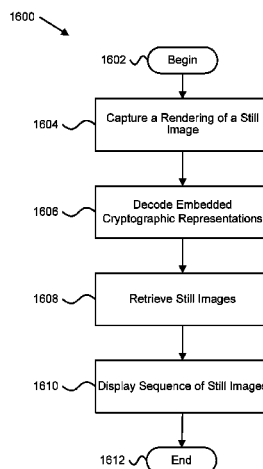 1600
1602
Begin
1604
Capture a Rendering of a Still
Image
1606
Decode Embedded
Cryptographic Representations
1608
Retrieve Still Images
1610
Display Sequence of Still Images
1612
End